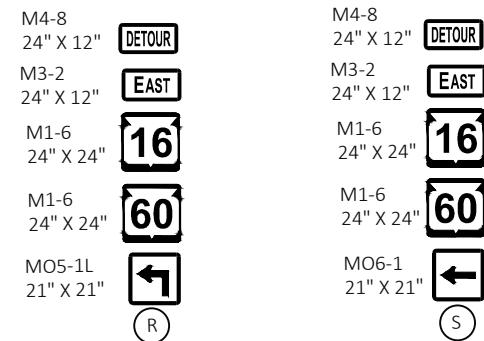 M4-8
24" X 12"
DETOUR
M3-2
24" X 12"
EAST
M1-6
24" X 24"
16
M1-6
24" X 24"
60
MO5-1L
21" X 21"
R
M4-8
24" X 12"
DETOUR
M3-2
24" X 12"
EAST
M1-6
24" X 24"
16
M1-6
24" X 24"
60
MO6-1
21" X 21"
S